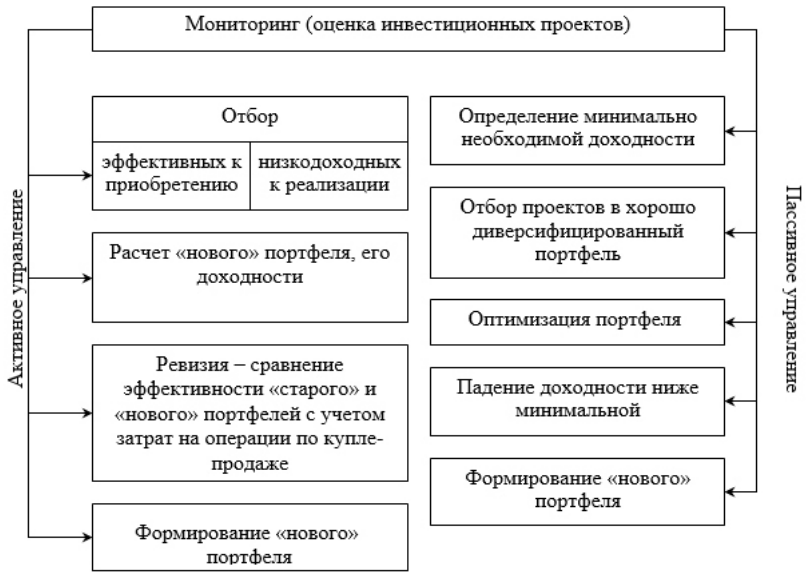 Мониторинг (оценка инвестиционных проектов)
Активное управление
Отбор
эффективных к
приобретению
низкодоходных
к реализации
Расчет «нового» портфеля, его
доходности
Ревизия – сравнение
эффективности «старого» и
«нового» портфелей с учетом
затрат на операции по купле-
продаже
Формирование «нового»
портфеля
Определение минимально
необходимой доходности
Отбор проектов в хорошо
диверсифицированный
портфель
Оптимизация портфеля
Падение доходности ниже
минимальной
Формирование «нового»
портфеля
Пассивное управление